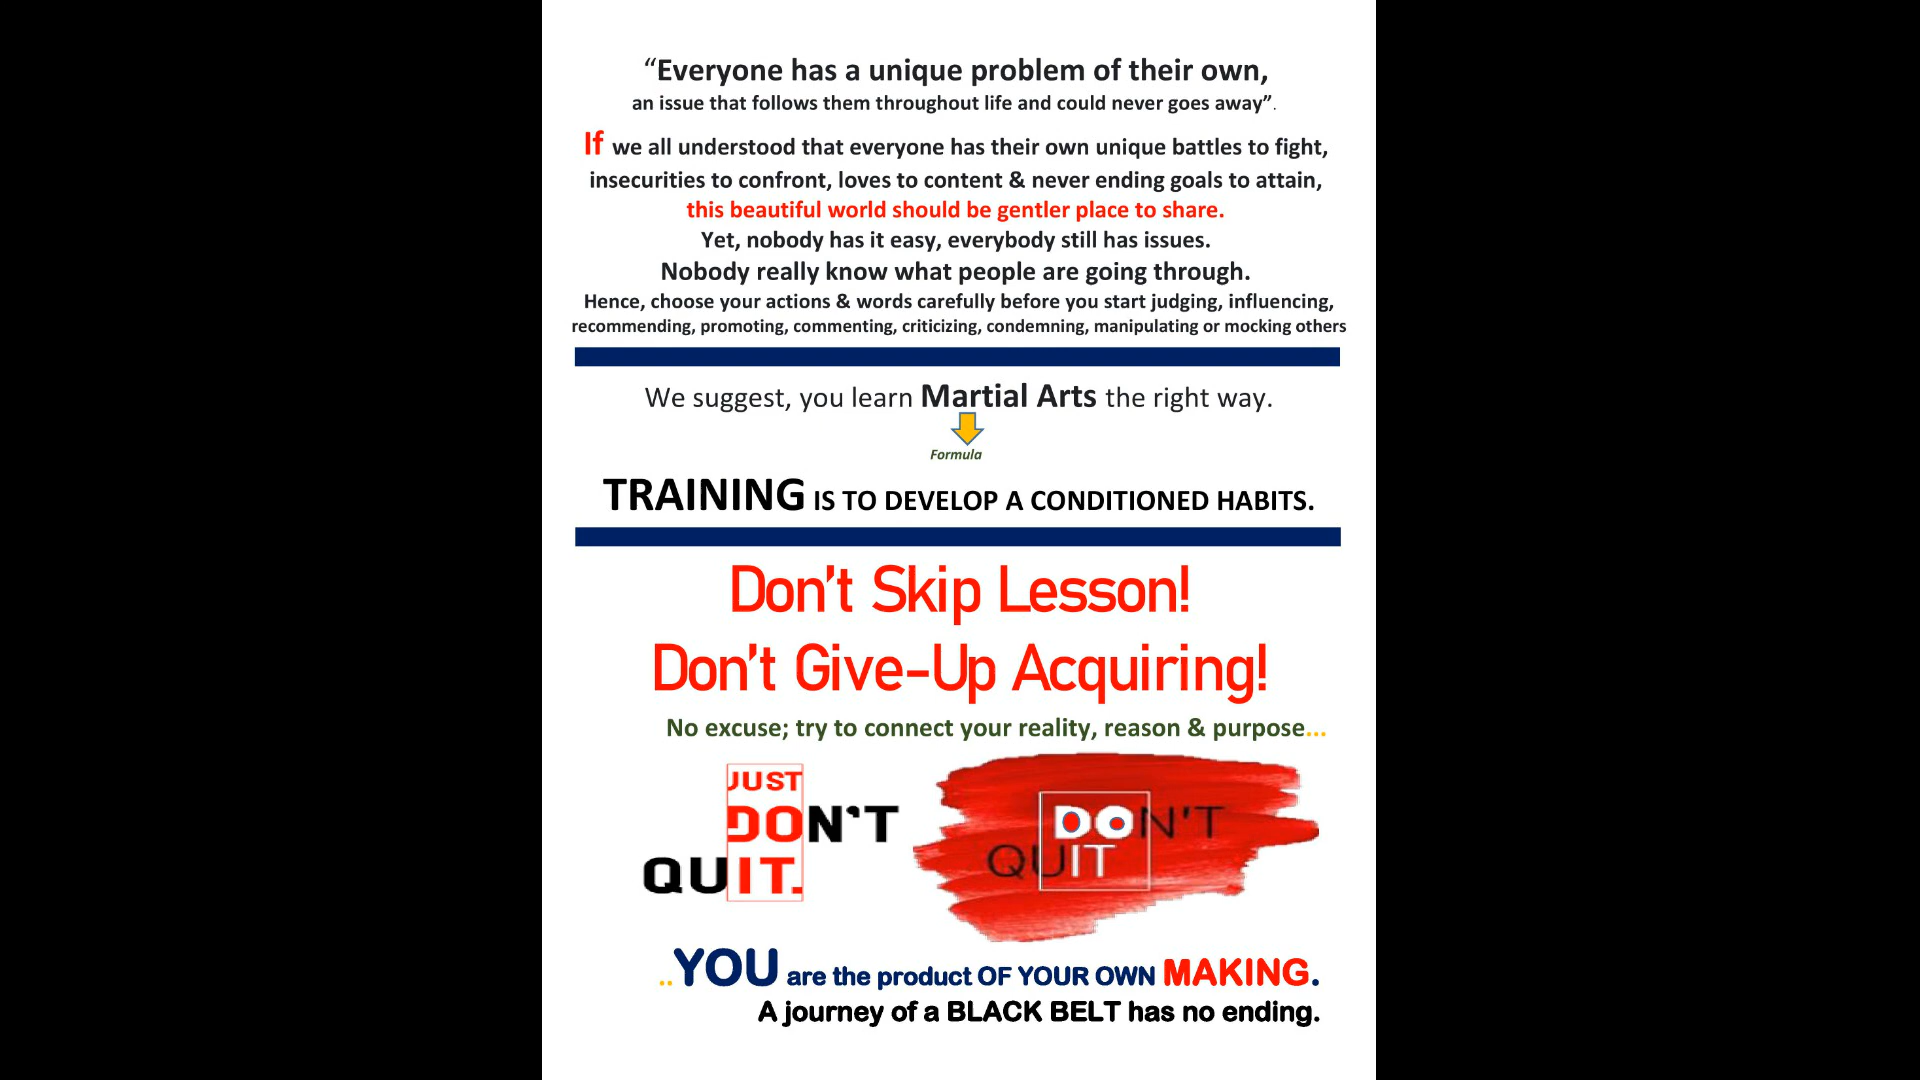 “Everyone has a unique problem of their own,
an issue that follows them throughout life and could never goes away”.
If we all understood that everyone has their own unique battles to fight,
insecurities to confront, loves to content & never ending goals to attain,
this beautiful world should be gentler place to share.
Yet, nobody has it easy, everybody still has issues.
Nobody really know what people are going through.
Hence, choose your actions & words carefully before you start judging, influencing,
recommending, promoting, commenting, criticizing, condemning, manipulating or mocking others
We suggest, you learn Martial Arts the right way.
Formula
TRAINING IS TO DEVELOP A CONDITIONED HABITS.
Don't Skip Lesson!
Don't Give-Up Acquiring!
No excuse; try to connect your reality, reason & purpose...
JUST
DON'T
QUIT.
DON'T
QUIT
..YOU are the product OF YOUR OWN MAKING.
A journey of a BLACK BELT has no ending.